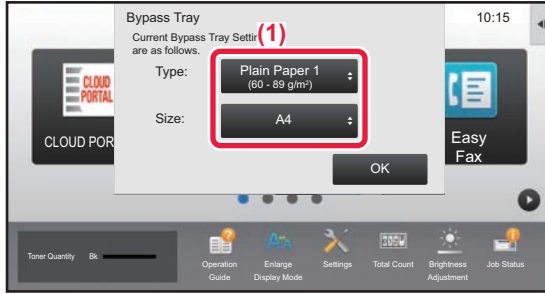 Bypass Tray
10:15
Current Bypass Tray Settin
(1)
are as follows.
Type:
Plain Paper 1
(60 - 89 g/m²)
Size:
A4
OK
CLOUD
PORTAL
CLOUD POR
Easy
Fax
Toner Quantity Bk
Operation
Guide
Enlarge
Display Mode
Settings
Total Count
Brightness
Adjustment
Job Status